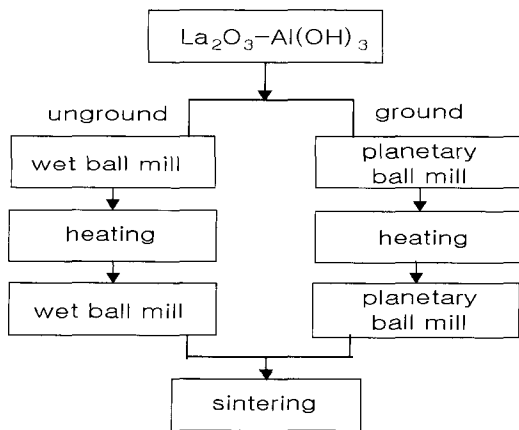 La₂O₃−Al(OH)₃
unground
ground
wet ball mill
planetary
ball mill
heating
heating
wet ball mill
planetary
ball mill
sintering